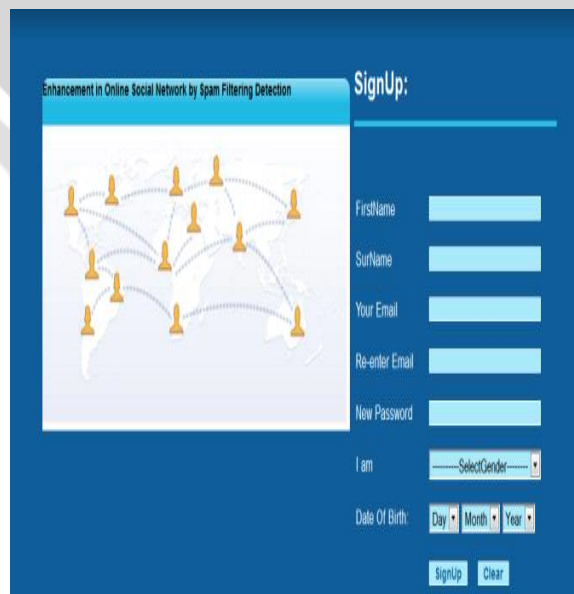 Enhancement in Online Social Network by Spam Filtering Detection
SignUp:
FirstName
SurName
Your Email
Re-enter Email
New Password
I am
----------SelectGender--------
Date Of Birth:
Day Month Year
SignUp Clear